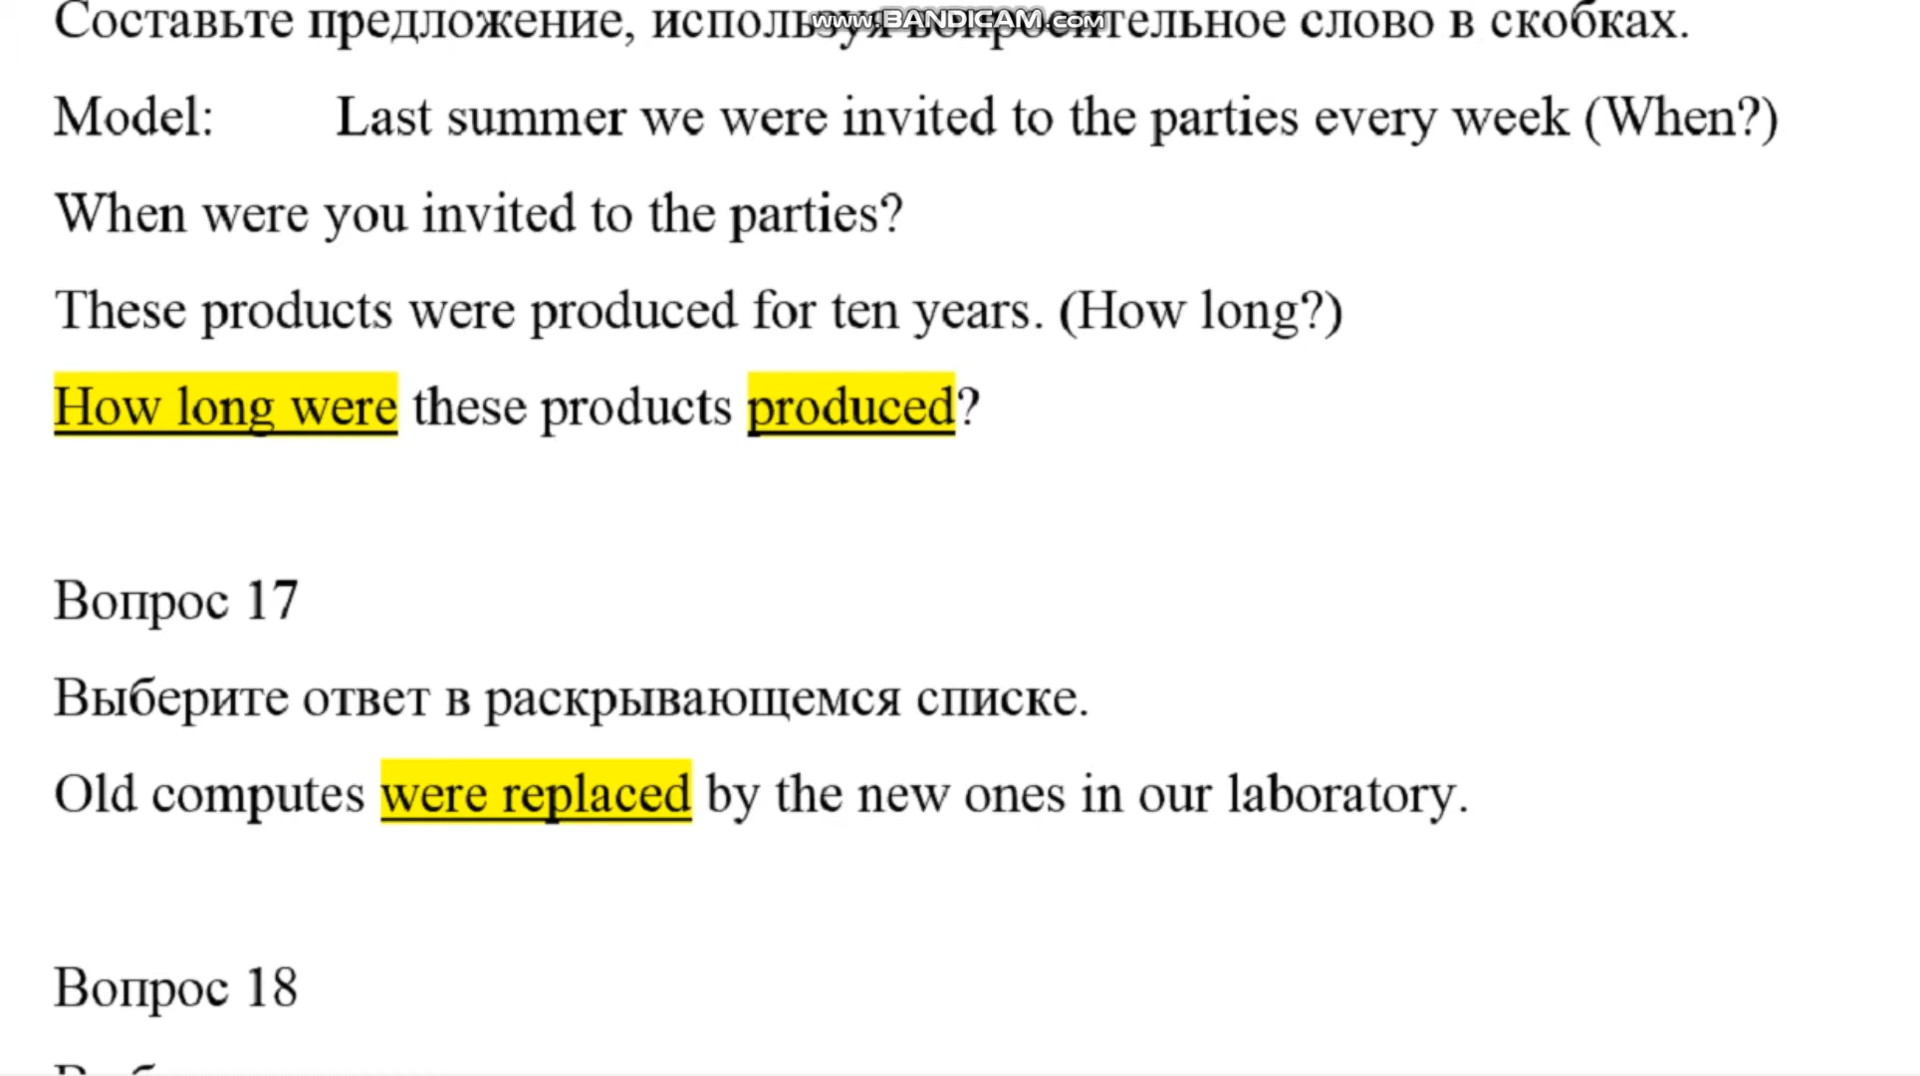 www.BANDICAM.com
Составьте предложение, используя вопросительное слово в скобках.
Model: Last summer we were invited to the parties every week (When?)
When were you invited to the parties?
These products were produced for ten years. (How long?)
How long were these products produced?
Вопрос 17
Выберите ответ в раскрывающемся списке.
Old computes were replaced by the new ones in our laboratory.
Вопрос 18